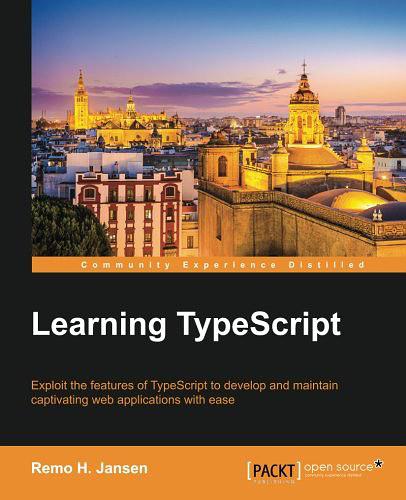 Community Experience Distilled
Learning TypeScript
Exploit the features of TypeScript to develop and maintain
captivating web applications with ease
Remo H. Jansen
[PACKT] open source*
PUBLISHING community experience distilled